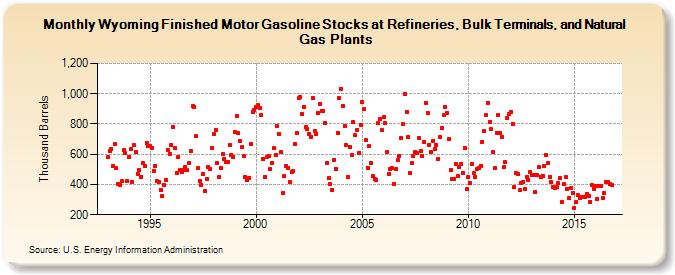 Monthly Wyoming Finished Motor Gasoline Stocks at Refineries, Bulk Terminals, and Natural
Gas Plants
Thousand Barrels
1,200
1,000
800
600
400
200
1995
2000
2005
2010
2015
Source: U.S. Energy Information Administration